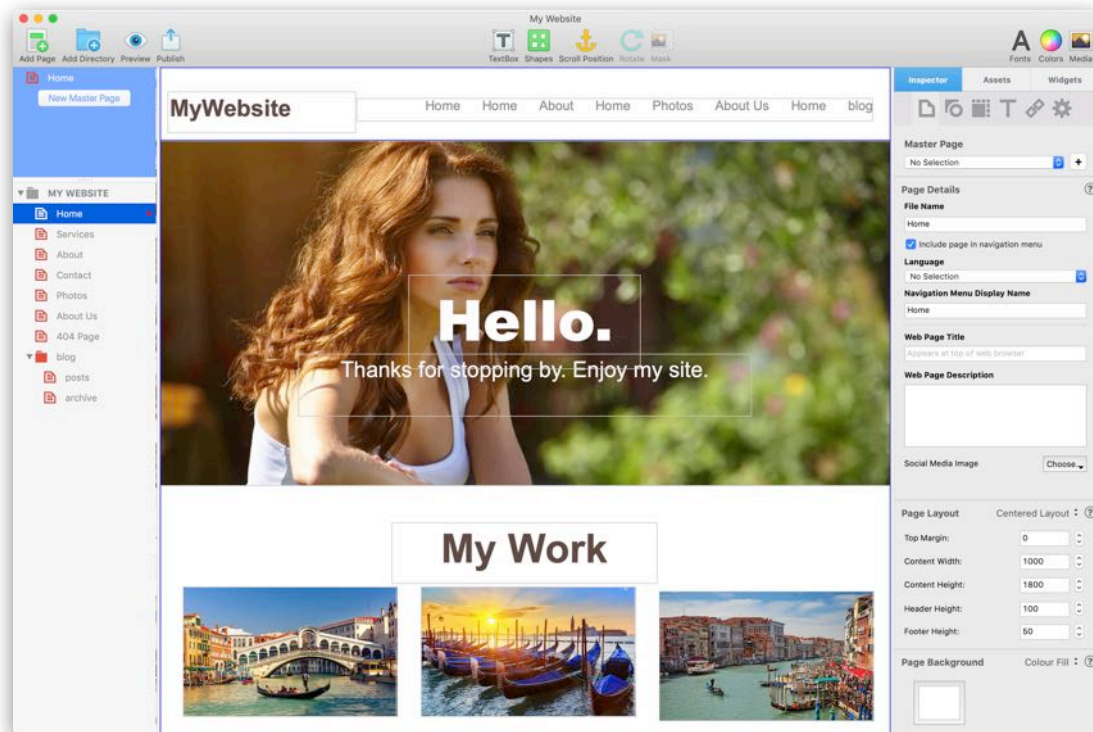 My Website
Add Page Add Directory Preview Publish
TextBox Shapes Scroll Position Rotate Mask
Fonts Colors Media
Home
New Master Page
MY WEBSITE
Home
Services
About
Contact
Photos
About Us
404 Page
blog
posts
archive
MyWebsite
Home Home About Home Photos About Us Home blog
Hello.
Thanks for stopping by. Enjoy my site.
My Work
Inspector Assets Widgets
Master Page
No Selection +
Page Details ?
File Name
Home
Include page in navigation menu
Language
No Selection
Navigation Menu Display Name
Home
Web Page Title
Appears at top of web browser
Web Page Description
Social Media Image Choose...
Page Layout Centered Layout ?
Top Margin: 0
Content Width: 1000
Content Height: 1800
Header Height: 100
Footer Height: 50
Page Background Colour Fill ?